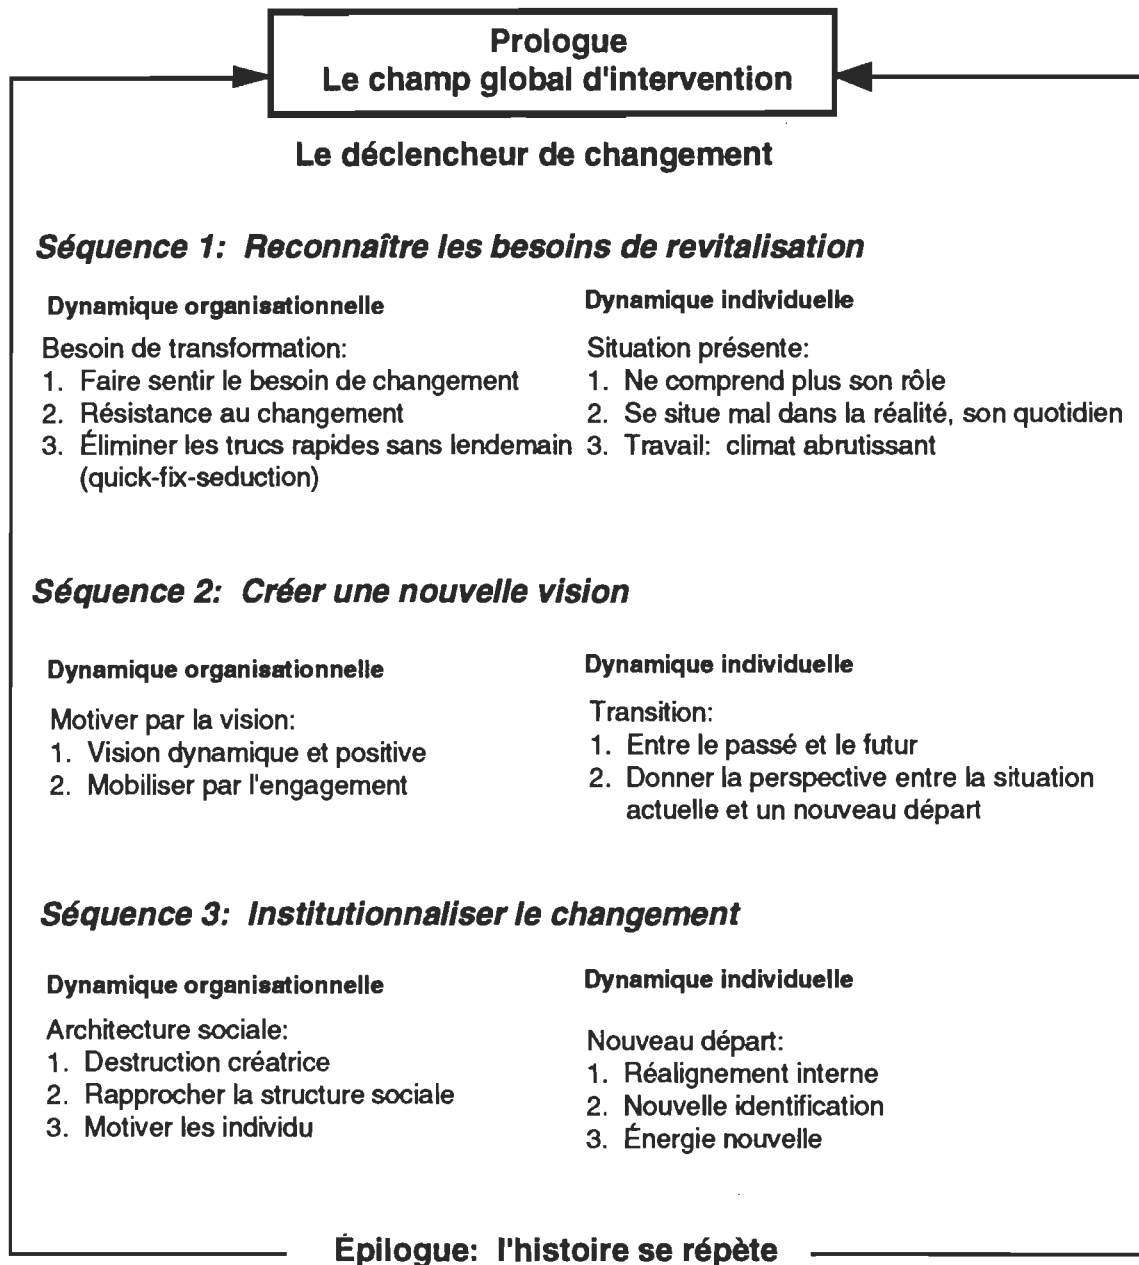 Prologue
Le champ global d'intervention
Le déclencheur de changement
Séquence 1: Reconnaître les besoins de revitalisation
Dynamique organisationnelle
Besoin de transformation:
1. Faire sentir le besoin de changement
2. Résistance au changement
3. Éliminer les trucs rapides sans lendemain
(quick-fix-seduction)
Dynamique individuelle
Situation présente:
1. Ne comprend plus son rôle
2. Se situe mal dans la réalité, son quotidien
3. Travail: climat abrutissant
Séquence 2: Créer une nouvelle vision
Dynamique organisationnelle
Motiver par la vision:
1. Vision dynamique et positive
2. Mobiliser par l'engagement
Dynamique individuelle
Transition:
1. Entre le passé et le futur
2. Donner la perspective entre la situation
actuelle et un nouveau départ
Séquence 3: Institutionnaliser le changement
Dynamique organisationnelle
Architecture sociale:
1. Destruction créatrice
2. Rapprocher la structure sociale
3. Motiver les individu
Dynamique individuelle
Nouveau départ:
1. Réalignement interne
2. Nouvelle identification
3. Énergie nouvelle
Épilogue: l'histoire se répète